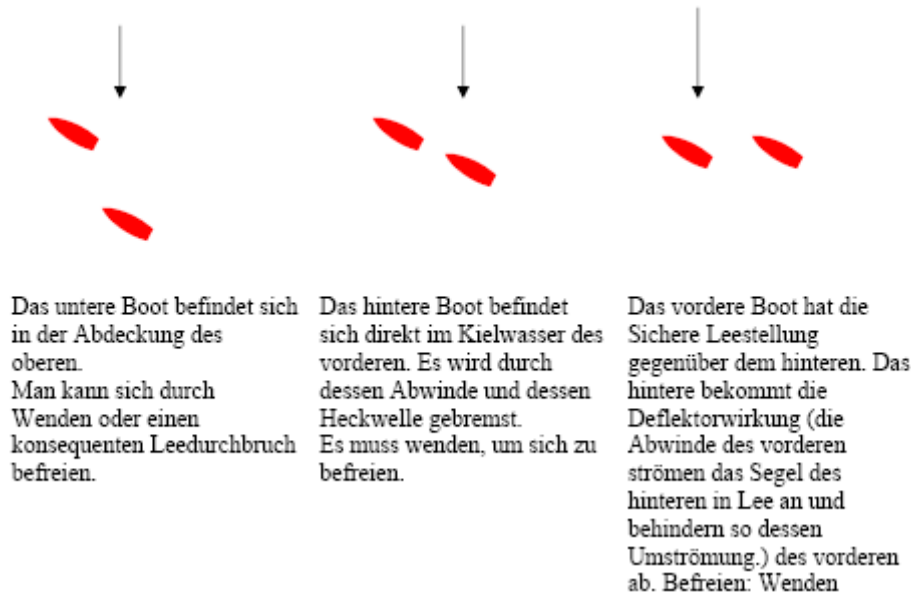 Das untere Boot befindet sich
in der Abdeckung des
oberen.
Man kann sich durch
Wenden oder einen
konsequenten Leedurchbruch
befreien.
Das hintere Boot befindet
sich direkt im Kielwasser des
vorderen. Es wird durch
dessen Abwinde und dessen
Heckwelle gebremst.
Es muss wenden, um sich zu
befreien.
Das vordere Boot hat die
Sichere Leestellung
gegenüber dem hinteren. Das
hintere bekommt die
Deflektorwirkung (die
Abwinde des vorderen
strömen das Segel des
hinteren in Lee an und
behindern so dessen
Umströmung.) des vorderen
ab. Befreien: Wenden